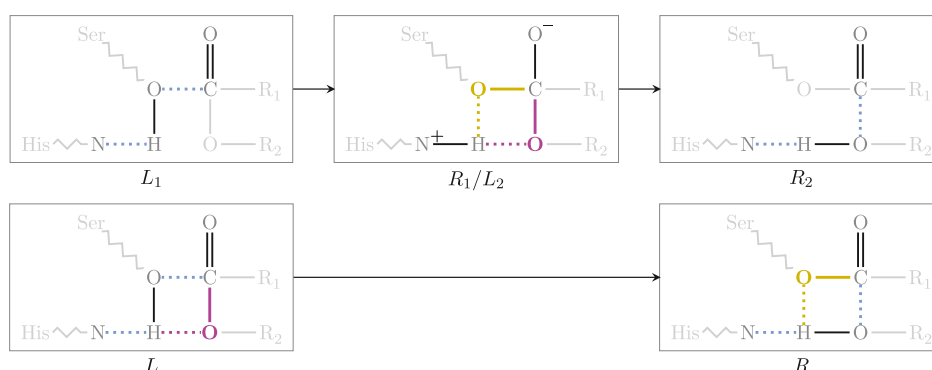 Ser O O⁻ Ser O
Ser O C R₁ O C R₁ O C R₁
His N H O R₂ His N⁺ H O R₂ His N H O R₂
L₁ R₁/L₂ R₂
Ser O Ser O
O C R₁ O C R₁
His N H O R₂ His N H O R₂
L R